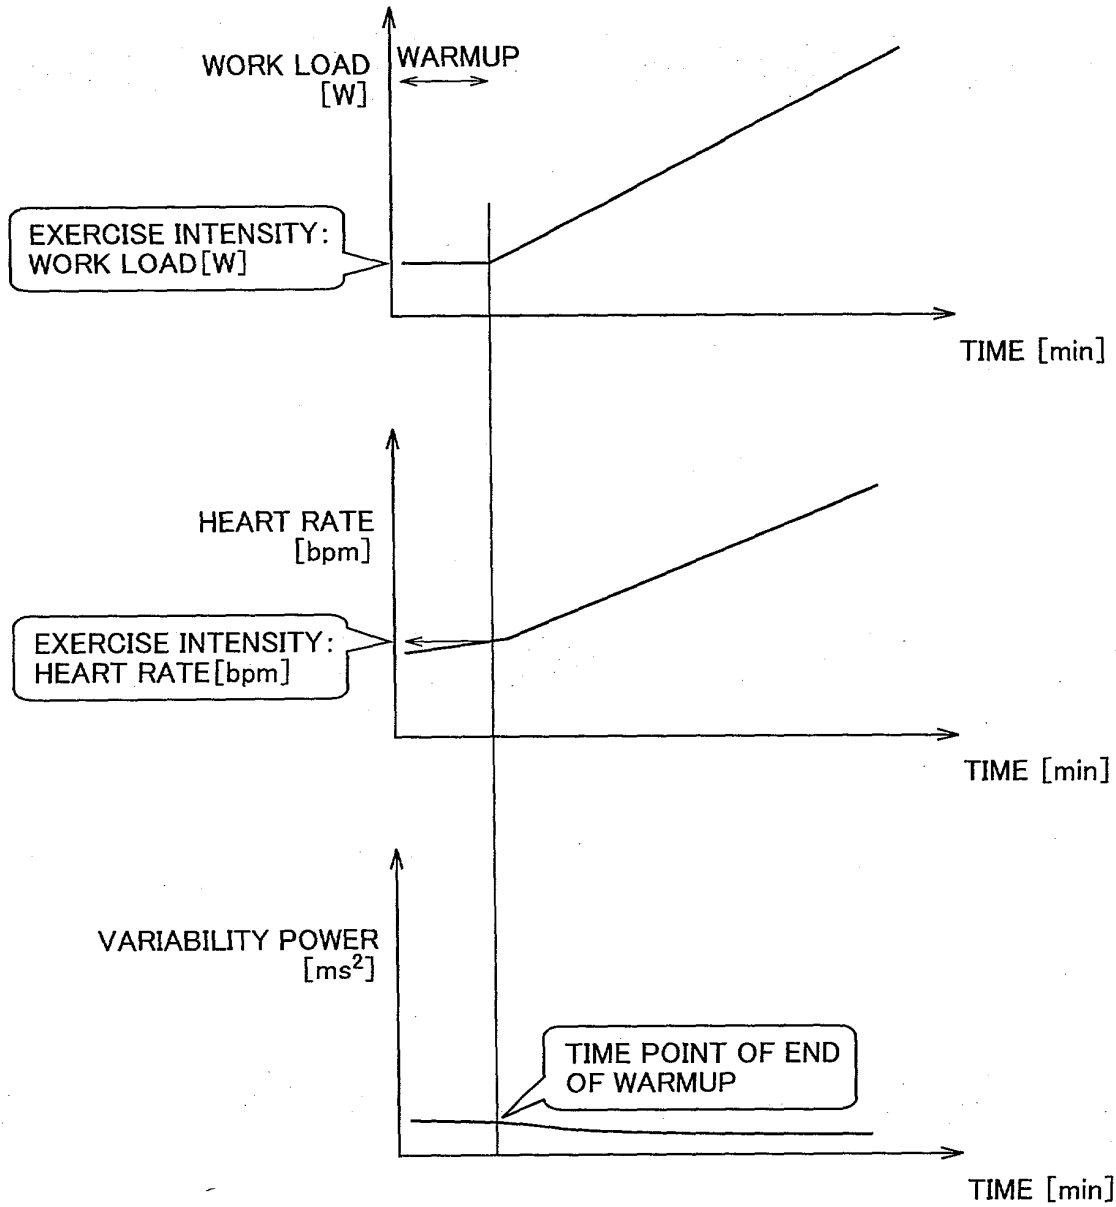 WARMUP
WORK LOAD
[W]
EXERCISE INTENSITY:
WORK LOAD[W]
TIME [min]
HEART RATE
[bpm]
EXERCISE INTENSITY:
HEART RATE[bpm]
TIME [min]
VARIABILITY POWER
[ms²]
TIME POINT OF END
OF WARMUP
TIME [min]